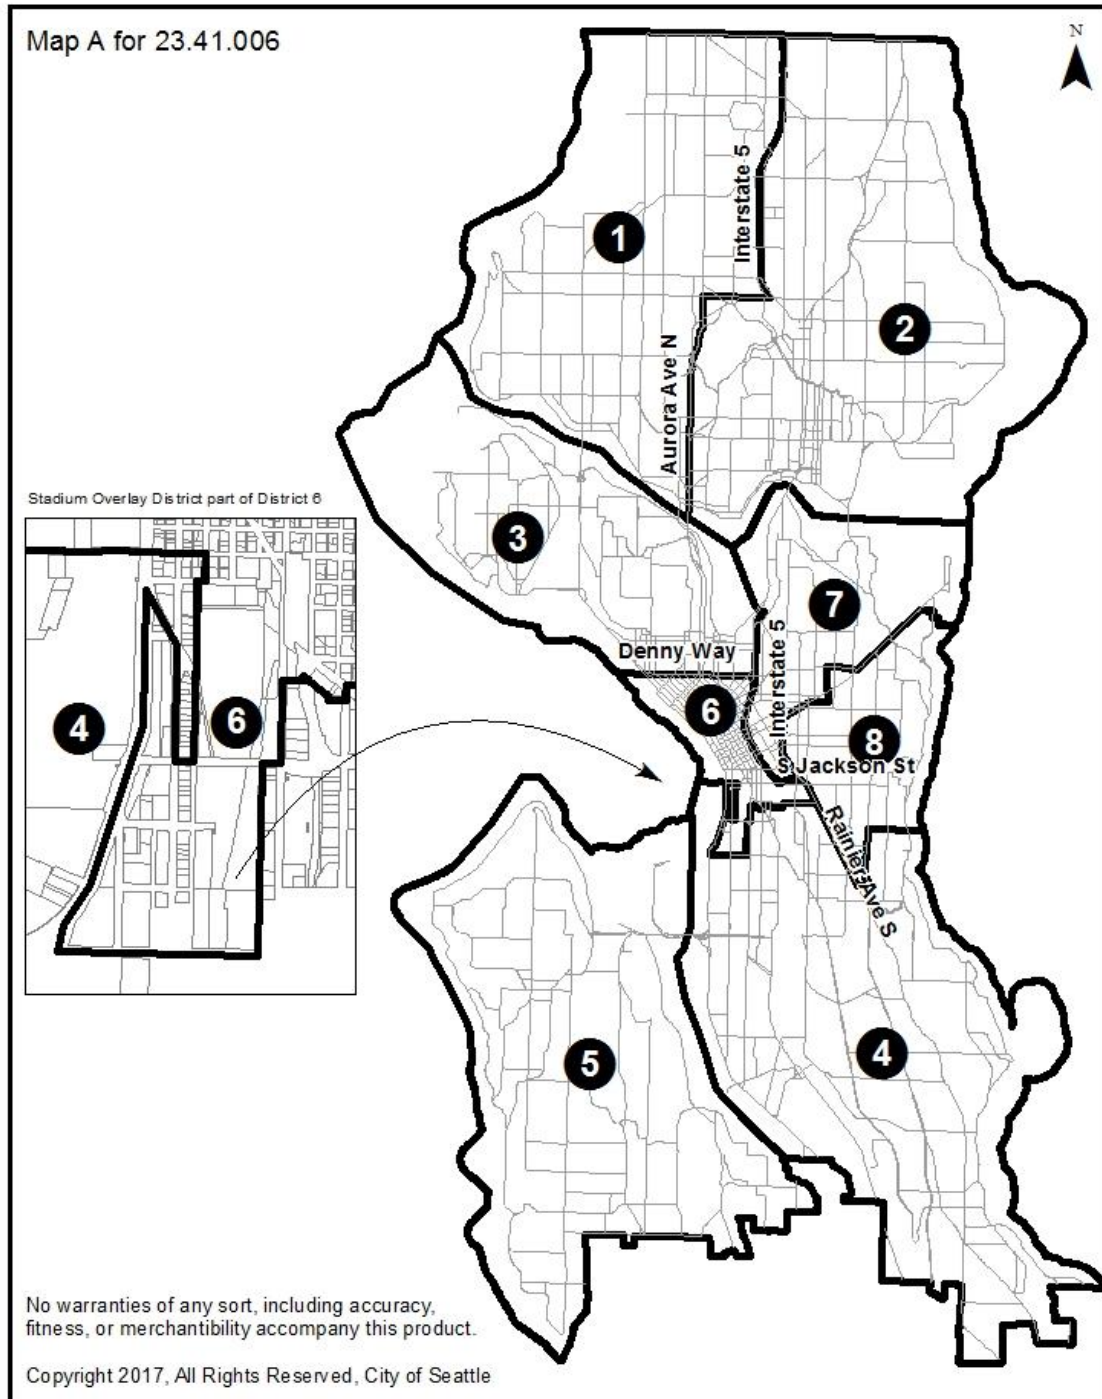 Map A for 23.41.006
N
Interstate 5
1
2
Aurora Ave N
Stadium Overlay District part of District 6
3
7
Denny Way
Interstate 5
6
4
6
8
S Jackson St
Rainier Ave S
5
4
No warranties of any sort, including accuracy,
fitness, or merchantibility accompany this product.
Copyright 2017, All Rights Reserved, City of Seattle